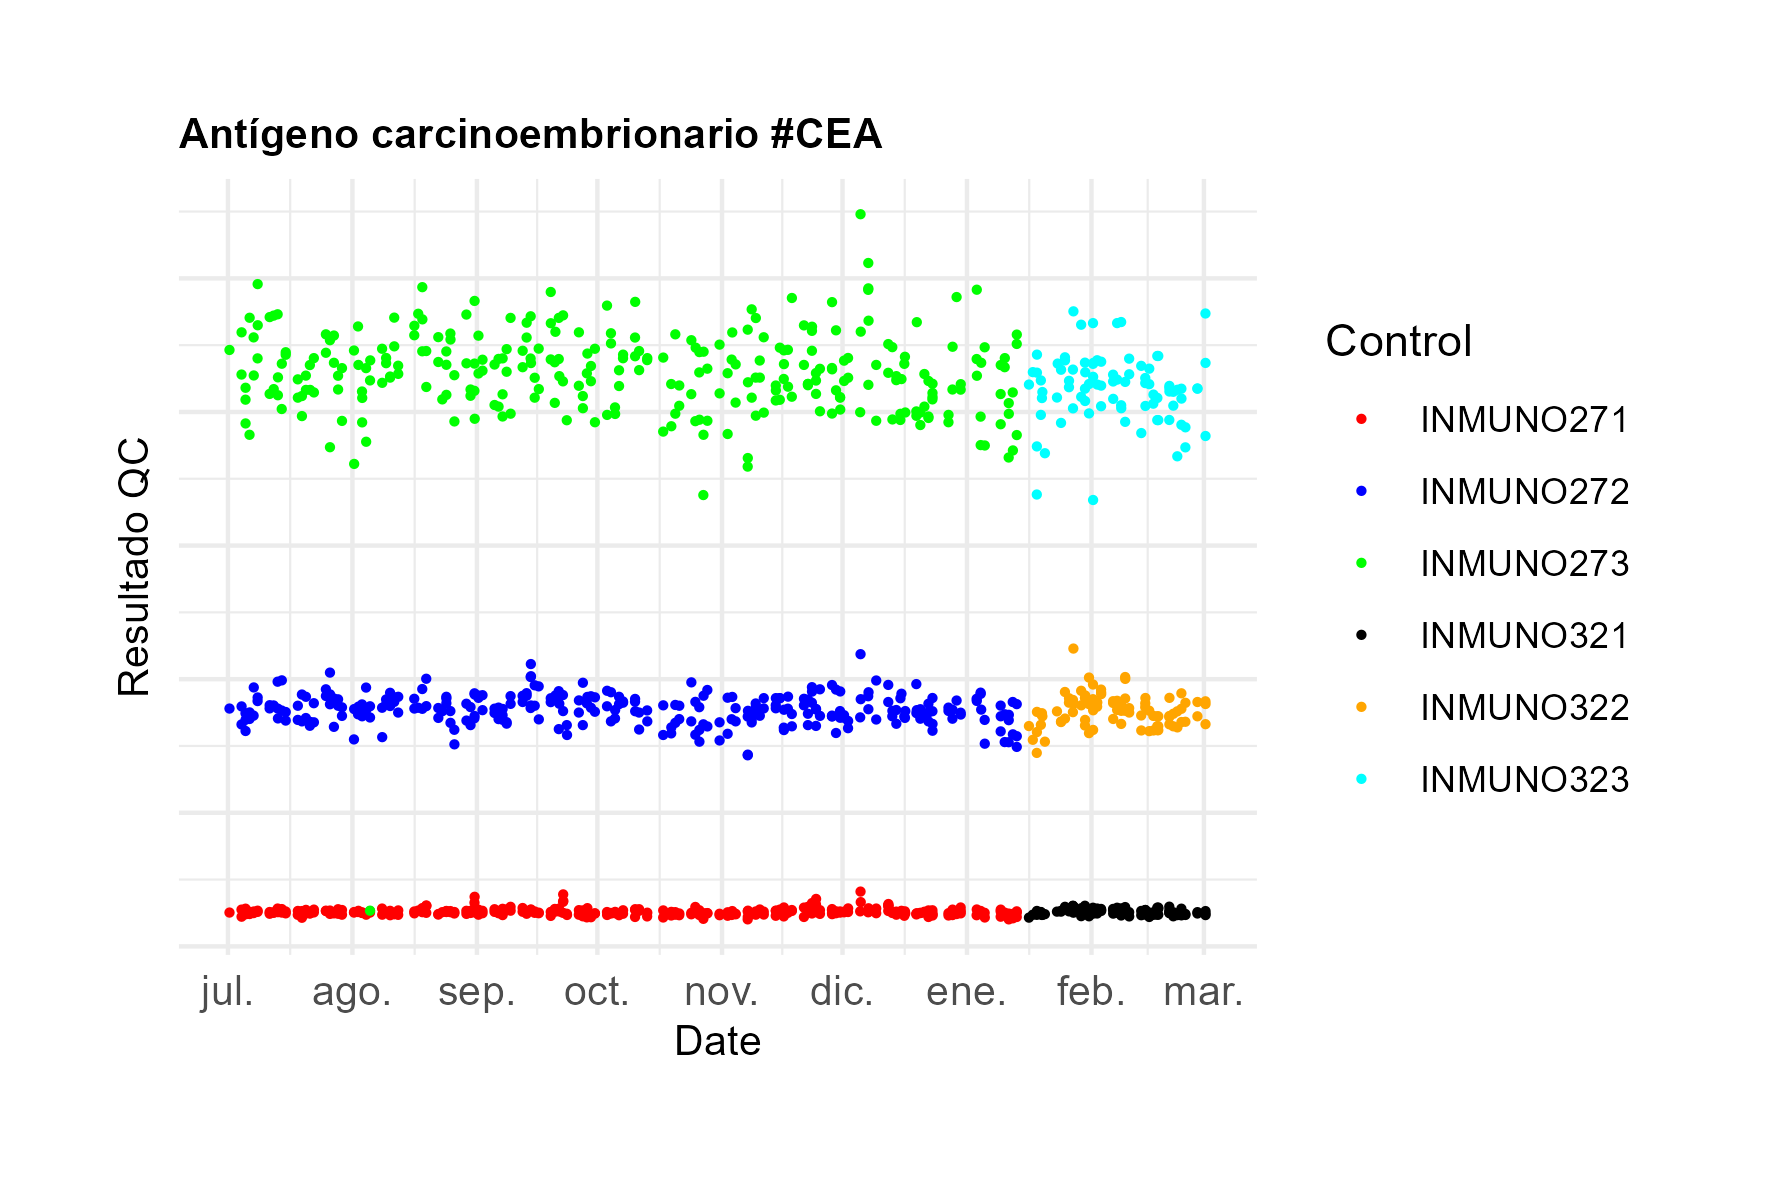 Antígeno carcinoembrionario #CEA
Resultado QC
jul. ago. sep. oct. nov. dic. ene. feb. mar.
Date
Control
INMUNO271
INMUNO272
INMUNO273
INMUNO321
INMUNO322
INMUNO323